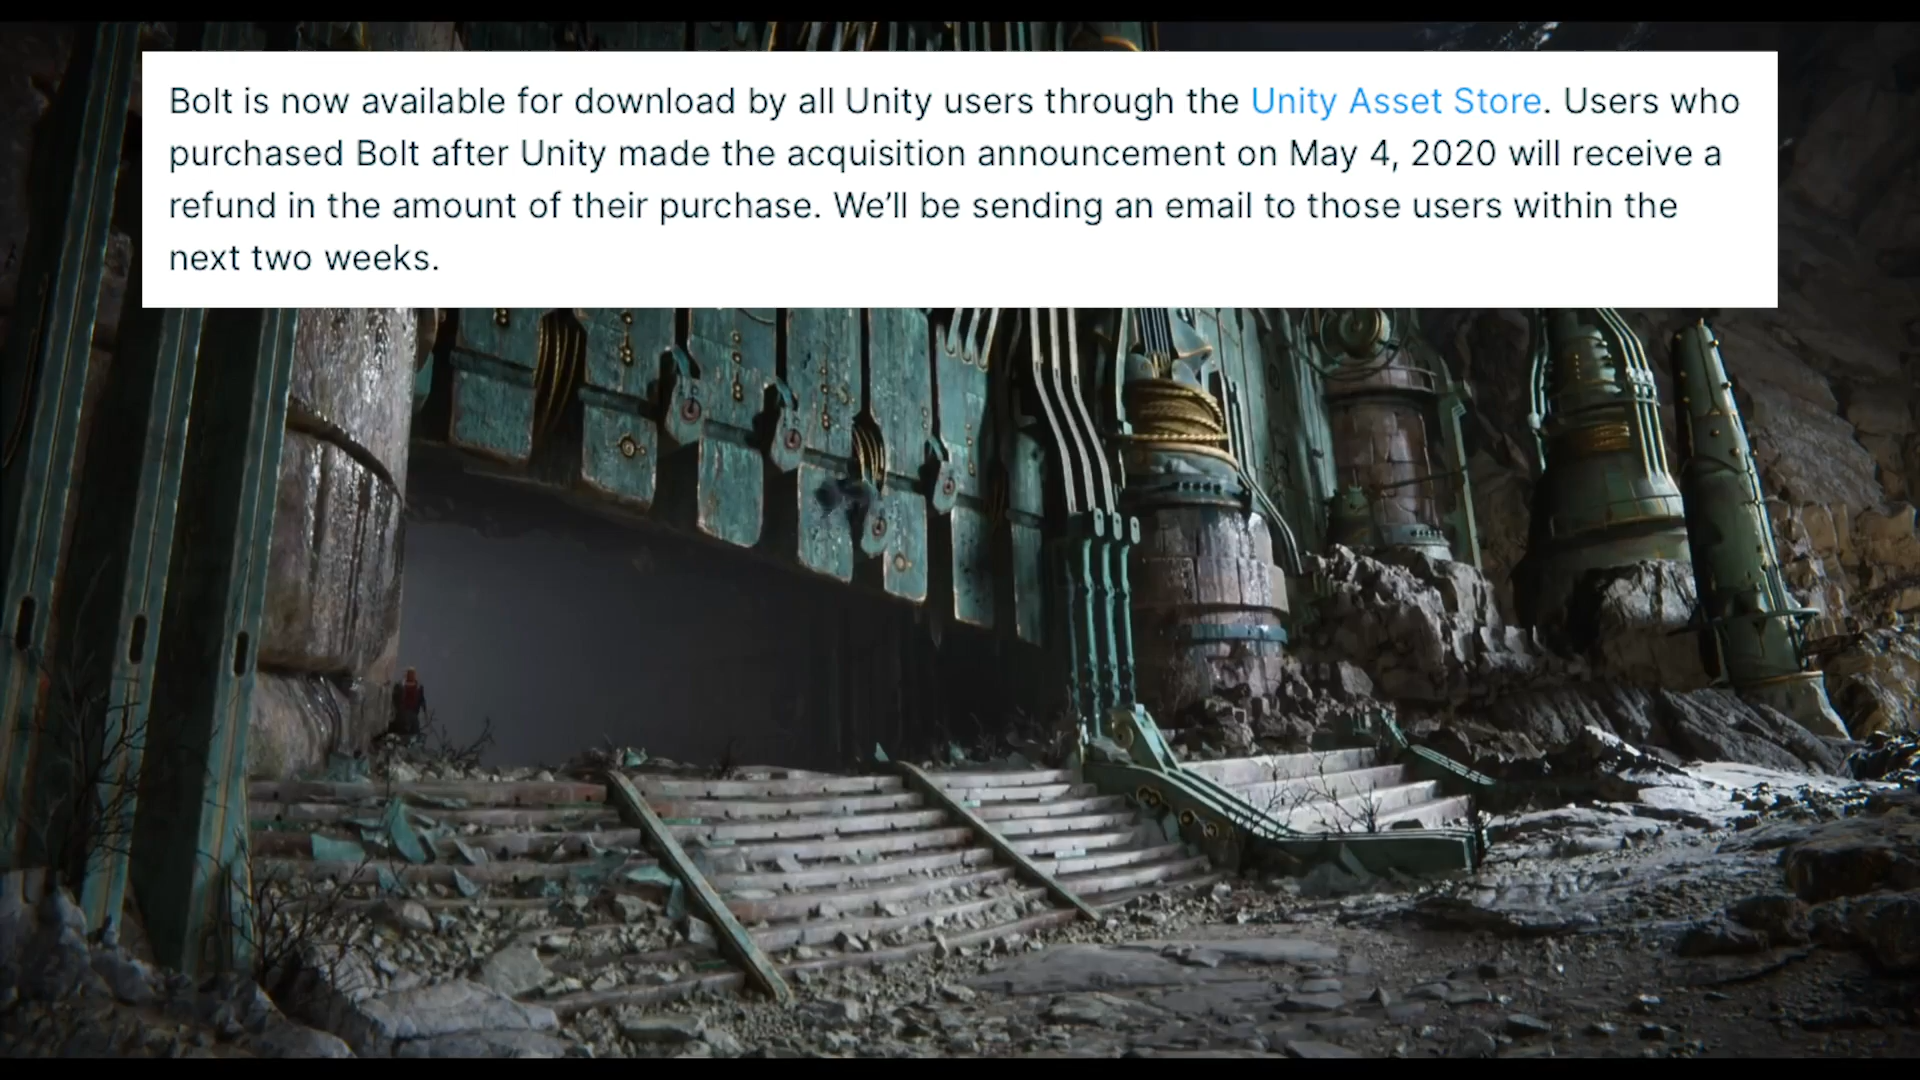 Bolt is now available for download by all Unity users through the Unity Asset Store. Users who
purchased Bolt after Unity made the acquisition announcement on May 4, 2020 will receive a
refund in the amount of their purchase. We’ll be sending an email to those users within the
next two weeks.